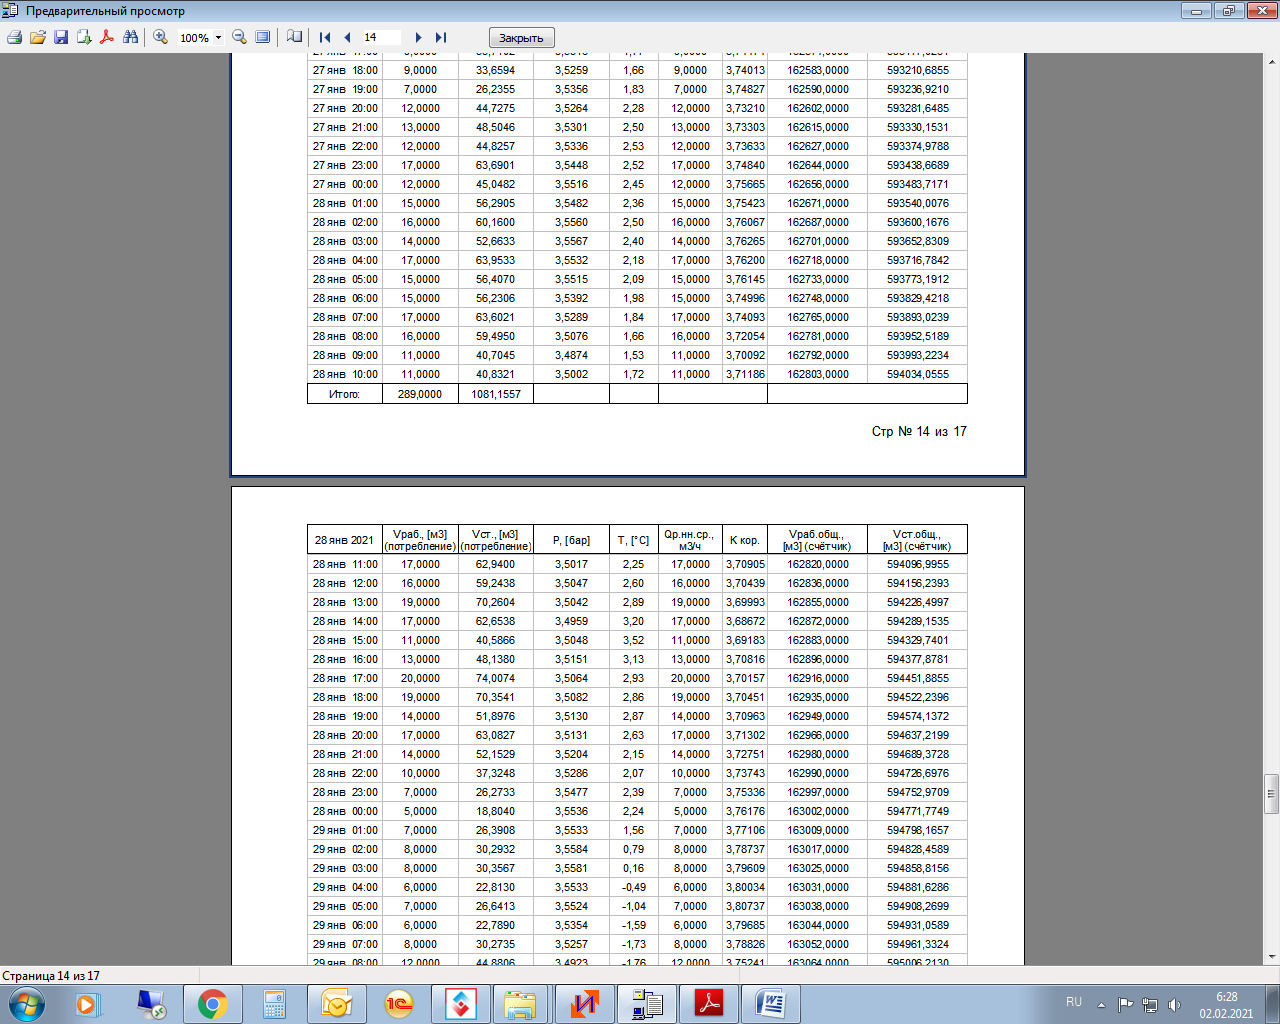 Предварительный просмотр
100% 14 Закрыть
27 янв 18:00 9,0000 33,6594 3,5259 1,66 9,0000 3,74013 162583,0000 593210,6855
27 янв 19:00 7,0000 26,2355 3,5356 1,83 7,0000 3,74827 162590,0000 593236,9210
27 янв 20:00 12,0000 44,7275 3,5264 2,28 12,0000 3,73210 162602,0000 593281,6485
27 янв 21:00 13,0000 48,5046 3,5301 2,50 13,0000 3,73303 162615,0000 593330,1531
27 янв 22:00 12,0000 44,8257 3,5336 2,53 12,0000 3,73633 162627,0000 593374,9788
27 янв 23:00 17,0000 63,6901 3,5448 2,52 17,0000 3,74840 162644,0000 593438,6689
27 янв 00:00 12,0000 45,0482 3,5516 2,45 12,0000 3,75665 162656,0000 593483,7171
28 янв 01:00 15,0000 56,2905 3,5482 2,36 15,0000 3,75423 162671,0000 593540,0076
28 янв 02:00 16,0000 60,1600 3,5560 2,50 16,0000 3,76067 162687,0000 593600,1676
28 янв 03:00 14,0000 52,6633 3,5567 2,40 14,0000 3,76265 162701,0000 593652,8309
28 янв 04:00 17,0000 63,9533 3,5532 2,18 17,0000 3,76200 162718,0000 593716,7842
28 янв 05:00 15,0000 56,4070 3,5515 2,09 15,0000 3,76145 162733,0000 593773,1912
28 янв 06:00 15,0000 56,2306 3,5392 1,98 15,0000 3,74996 162748,0000 593829,4218
28 янв 07:00 17,0000 63,6021 3,5289 1,84 17,0000 3,74093 162765,0000 593893,0239
28 янв 08:00 16,0000 59,4950 3,5076 1,66 16,0000 3,72054 162781,0000 593952,5189
28 янв 09:00 11,0000 40,7045 3,4874 1,53 11,0000 3,70092 162792,0000 593993,2234
28 янв 10:00 11,0000 40,8321 3,5002 1,72 11,0000 3,71186 162803,0000 594034,0555
Итого: 289,0000 1081,1557
Стр № 14 из 17
28 янв 2021 Vраб., [м3] (потребление) Vст., [м3] (потребление) P, [бар] T, [°C] Qр.нн.ср., м3/ч К кор. Vраб.общ., [м3] (счётчик) Vст.общ., [м3] (счётчик)
28 янв 11:00 17,0000 62,9400 3,5017 2,25 17,0000 3,70905 162820,0000 594096,9955
28 янв 12:00 16,0000 59,2438 3,5047 2,60 16,0000 3,70439 162836,0000 594156,2393
28 янв 13:00 19,0000 70,2604 3,5042 2,89 19,0000 3,69993 162855,0000 594226,4997
28 янв 14:00 17,0000 62,6538 3,4959 3,20 17,0000 3,68672 162872,0000 594289,1535
28 янв 15:00 11,0000 40,5866 3,5048 3,52 11,0000 3,69183 162883,0000 594329,7401
28 янв 16:00 13,0000 48,1380 3,5151 3,13 13,0000 3,70816 162896,0000 594377,8781
28 янв 17:00 20,0000 74,0074 3,5064 2,93 20,0000 3,70157 162916,0000 594451,8855
28 янв 18:00 19,0000 70,3541 3,5082 2,86 19,0000 3,70451 162935,0000 594522,2396
28 янв 19:00 14,0000 51,8976 3,5130 2,87 14,0000 3,70963 162949,0000 594574,1372
28 янв 20:00 17,0000 63,0827 3,5131 2,63 17,0000 3,71302 162966,0000 594637,2199
28 янв 21:00 14,0000 52,1529 3,5204 2,15 14,0000 3,72751 162980,0000 594689,3728
28 янв 22:00 10,0000 37,3248 3,5286 2,07 10,0000 3,73743 162990,0000 594726,6976
28 янв 23:00 7,0000 26,2733 3,5477 2,39 7,0000 3,75336 162997,0000 594752,9709
28 янв 00:00 5,0000 18,8040 3,5536 2,24 5,0000 3,76176 163002,0000 594771,7749
29 янв 01:00 7,0000 26,3908 3,5533 1,56 7,0000 3,77106 163009,0000 594798,1657
29 янв 02:00 8,0000 30,2932 3,5584 0,79 8,0000 3,78737 163017,0000 594828,4589
29 янв 03:00 8,0000 30,3567 3,5581 0,16 8,0000 3,79609 163025,0000 594858,8156
29 янв 04:00 6,0000 22,8130 3,5533 -0,49 6,0000 3,80034 163031,0000 594881,6286
29 янв 05:00 7,0000 26,6413 3,5524 -1,04 7,0000 3,80737 163038,0000 594908,2699
29 янв 06:00 6,0000 22,7890 3,5354 -1,59 6,0000 3,79685 163044,0000 594931,0589
29 янв 07:00 8,0000 30,2735 3,5257 -1,73 8,0000 3,78826 163052,0000 594961,3324
29 янв 08:00 12,0000 44,8806 3,4923 -1,76 12,0000 3,75241 163064,0000 595006,2130
Страница 14 из 17
RU 6:28
02.02.2021